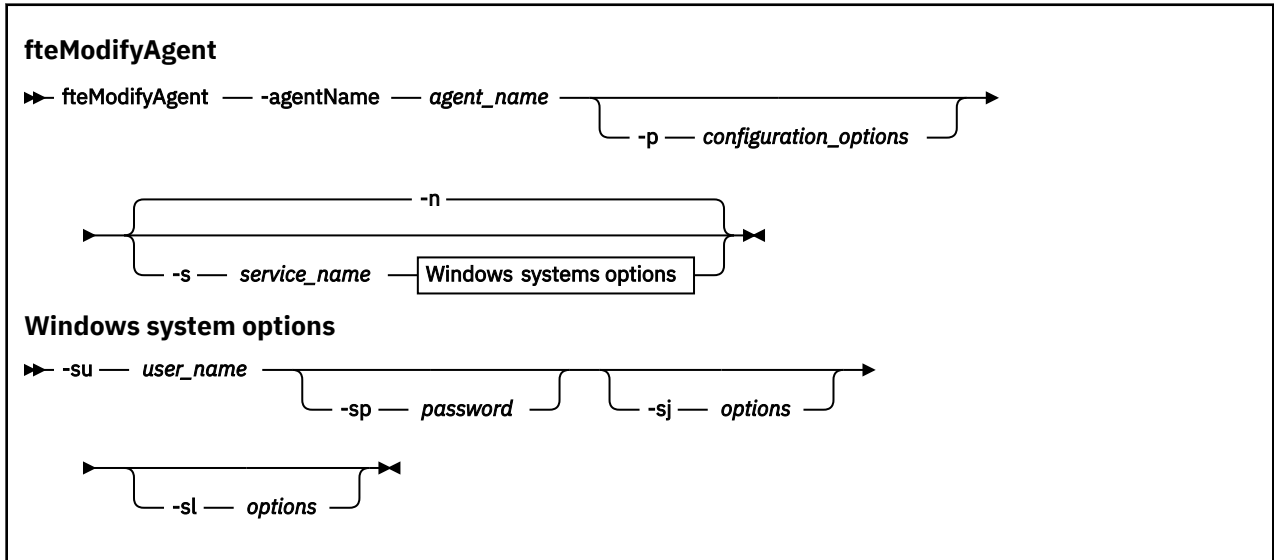 fteModifyAgent
fteModifyAgent -agentName agent_name
-p configuration_options
-n
-s service_name Windows systems options
Windows system options
-su user_name
-sp password -sj options
-sl options